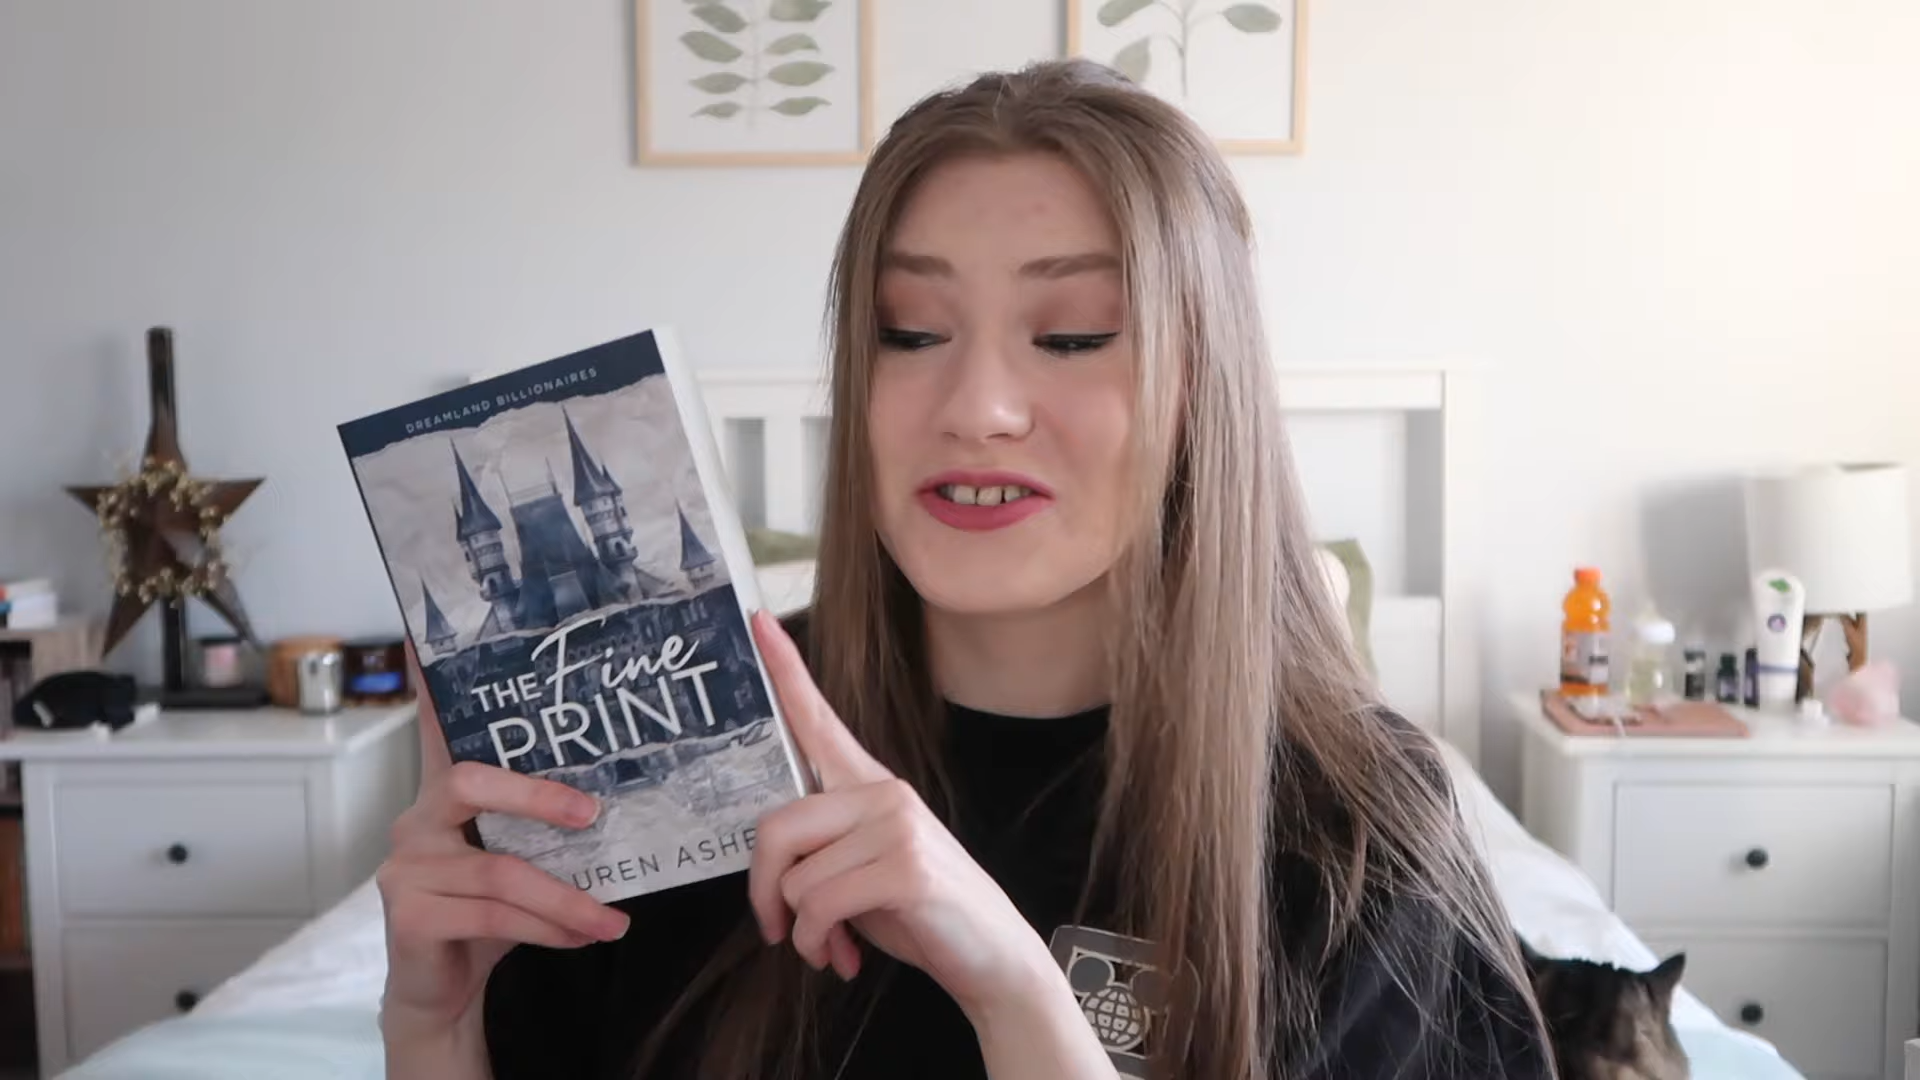 DREAMLAND BILLIONAIRES
THE Fine
PRINT
UREN ASHE